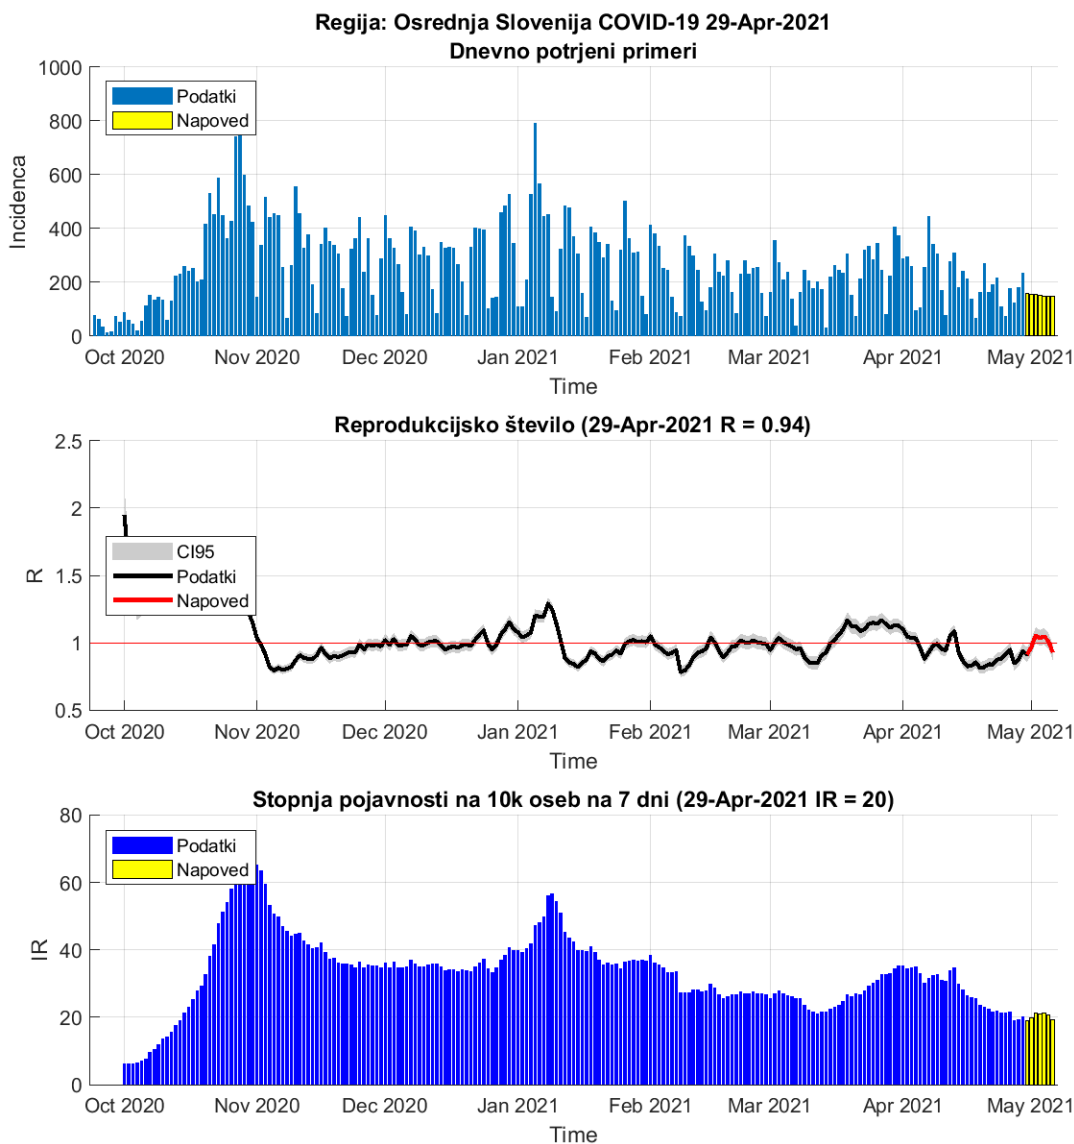 Regija: Osrednja Slovenija COVID-19 29-Apr-2021
Dnevno potrjeni primeri
1000
800
600
400
200
0
Incidenca
Podatki
Napoved
Oct 2020 Nov 2020 Dec 2020 Jan 2021 Feb 2021 Mar 2021 Apr 2021 May 2021
Time
Reprodukcijsko število (29-Apr-2021 R = 0.94)
2.5
2
1.5
1
0.5
R
CI95
Podatki
Napoved
Oct 2020 Nov 2020 Dec 2020 Jan 2021 Feb 2021 Mar 2021 Apr 2021 May 2021
Time
Stopnja pojavnosti na 10k oseb na 7 dni (29-Apr-2021 IR = 20)
80
60
40
20
0
IR
Podatki
Napoved
Oct 2020 Nov 2020 Dec 2020 Jan 2021 Feb 2021 Mar 2021 Apr 2021 May 2021
Time